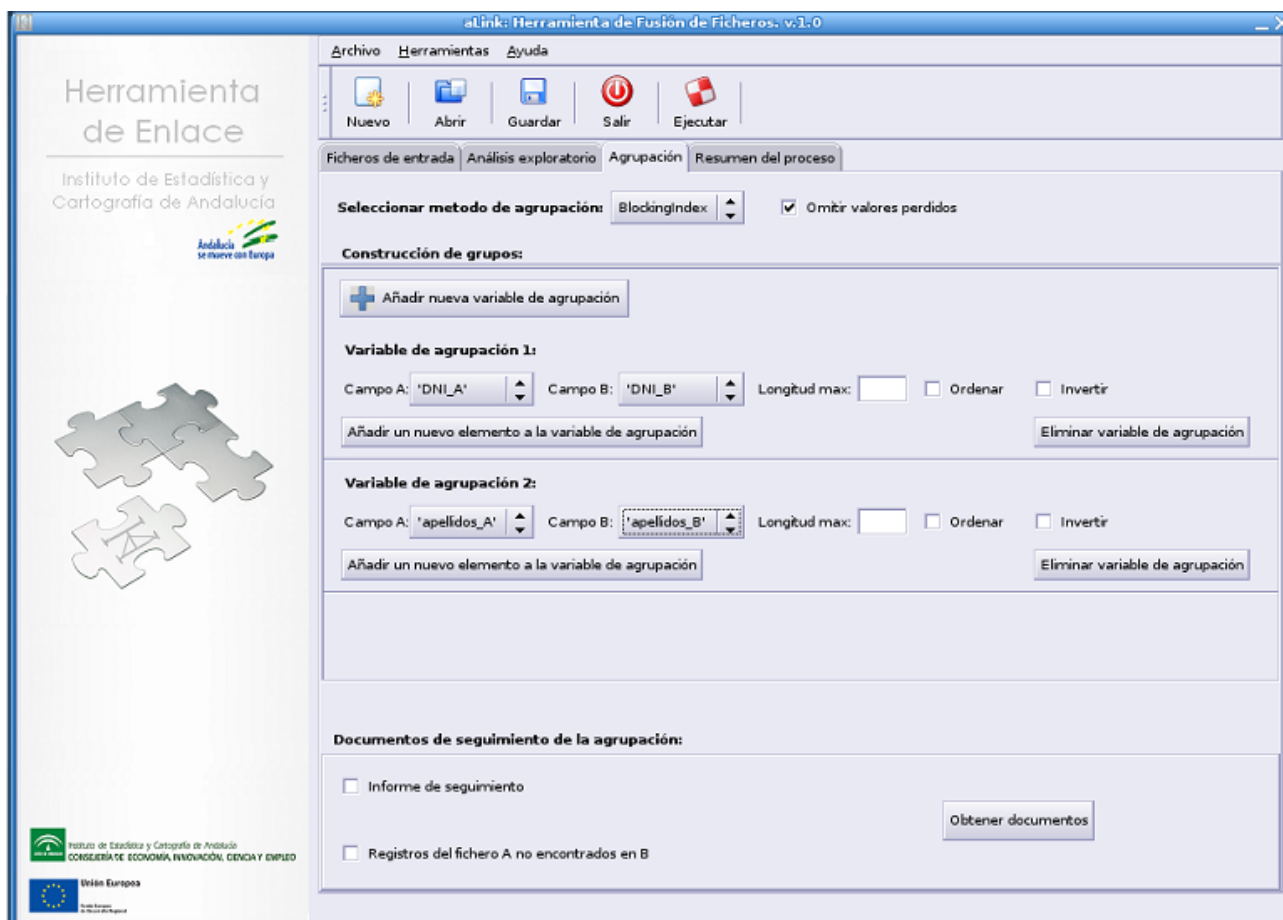 aLink: Herramienta de Fusión de Ficheros. v.1.0
Herramienta
de Enlace
Instituto de Estadística y
Cartografía de Andalucía
Andalucía
se mueve con Europa
Instituto de Estadística y Cartografía de Andalucía
CONSEJERÍA DE ECONOMÍA, INNOVACIÓN, CIENCIA Y EMPLEO
Unión Europea
Fondo Europeo
de Desarrollo Regional
Archivo Herramientas Ayuda
Nuevo Abrir Guardar Salir Ejecutar
Ficheros de entrada Análisis exploratorio Agrupación Resumen del proceso
Seleccionar metodo de agrupación: BlockingIndex Omitir valores perdidos
Construcción de grupos:
Añadir nueva variable de agrupación
Variable de agrupación 1:
Campo A: 'DNI_A' Campo B: 'DNI_B' Longitud max: Ordenar Invertir
Añadir un nuevo elemento a la variable de agrupación Eliminar variable de agrupación
Variable de agrupación 2:
Campo A: 'apellidos_A' Campo B: 'apellidos_B' Longitud max: Ordenar Invertir
Añadir un nuevo elemento a la variable de agrupación Eliminar variable de agrupación
Documentos de seguimiento de la agrupación:
Informe de seguimiento
Obtener documentos
Registros del fichero A no encontrados en B